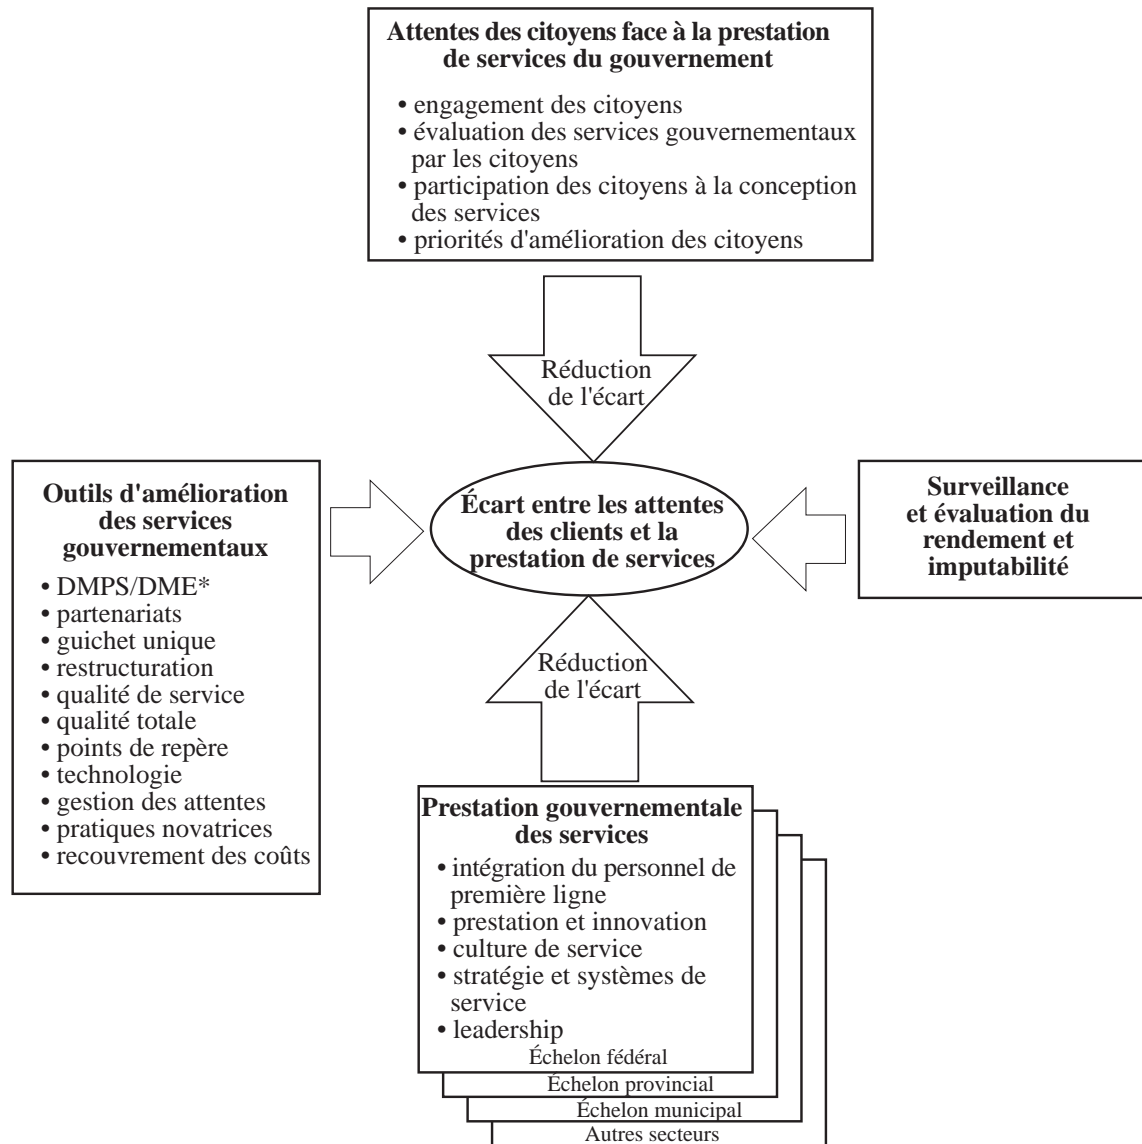 Attentes des citoyens face à la prestation
de services du gouvernement
• engagement des citoyens
• évaluation des services gouvernementaux
par les citoyens
• participation des citoyens à la conception
des services
• priorités d'amélioration des citoyens
Réduction
de l'écart
Outils d'amélioration
des services
gouvernementaux
• DMPS/DME*
• partenariats
• guichet unique
• restructuration
• qualité de service
• qualité totale
• points de repère
• technologie
• gestion des attentes
• pratiques novatrices
• recouvrement des coûts
Écart entre les attentes
des clients et la
prestation de services
Surveillance
et évaluation du
rendement et
imputabilité
Réduction
de l'écart
Prestation gouvernementale
des services
• intégration du personnel de
première ligne
• prestation et innovation
• culture de service
• stratégie et systèmes de
service
• leadership
Échelon fédéral
Échelon provincial
Échelon municipal
Autres secteurs